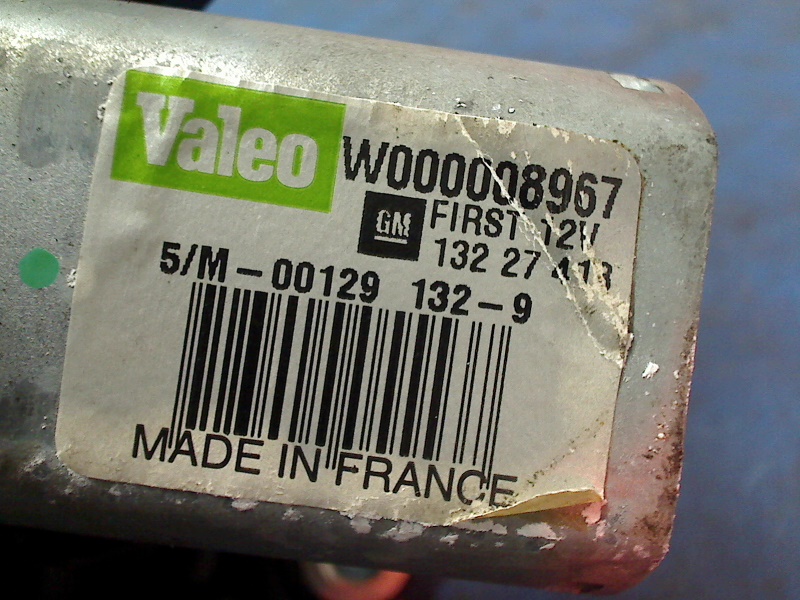 Valeo
W000008967
GM
FIRST 12V
132 27 413
5/M-00129 132-9
MADE IN FRANCE